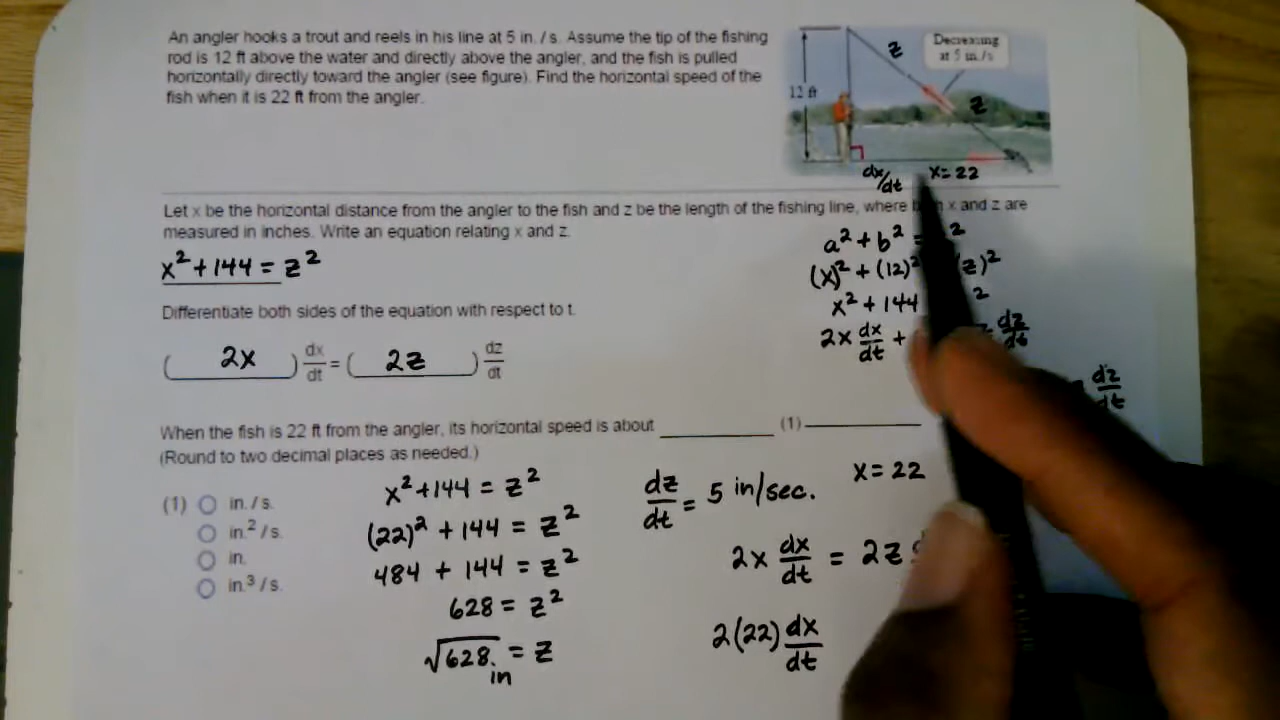 An angler hooks a trout and reels in his line at 5 in./s. Assume the tip of the fishing
rod is 12 ft above the water and directly above the angler, and the fish is pulled
horizontally directly toward the angler (see figure). Find the horizontal speed of the
fish when it is 22 ft from the angler.
z
Decreasing
at 5 in./s
12 ft
z
dx/dt x=22
Let x be the horizontal distance from the angler to the fish and z be the length of the fishing line, where x and z are
measured in inches. Write an equation relating x and z.
x² + 144 = z²
a² + b² = ²
(x)² + (12)² z)²
x² + 144 ²
2x dx/dt + dz/dt
= dz/dt
Differentiate both sides of the equation with respect to t.
( 2x ) dx/dt = ( 2z ) dz/dt
When the fish is 22 ft from the angler, its horizontal speed is about ________ (1) ________
(Round to two decimal places as needed.)
(1) in./s.
in.²/s.
in.
in.³/s.
x² + 144 = z²
(22)² + 144 = z²
484 + 144 = z²
628 = z²
√628 in = z
dz/dt = 5 in/sec. x = 22
2x dx/dt = 2z
2(22) dx/dt